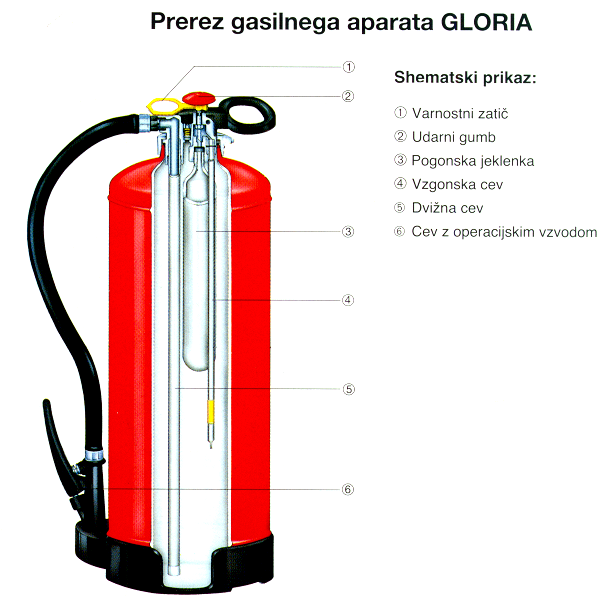 Prerez gasilnega aparata GLORIA
Shematski prikaz:
① Varnostni zatič
② Udarni gumb
③ Pogonska jeklenka
④ Vzgonska cev
⑤ Dvižna cev
⑥ Cev z operacijskim vzvodom
①
②
③
④
⑤
⑥